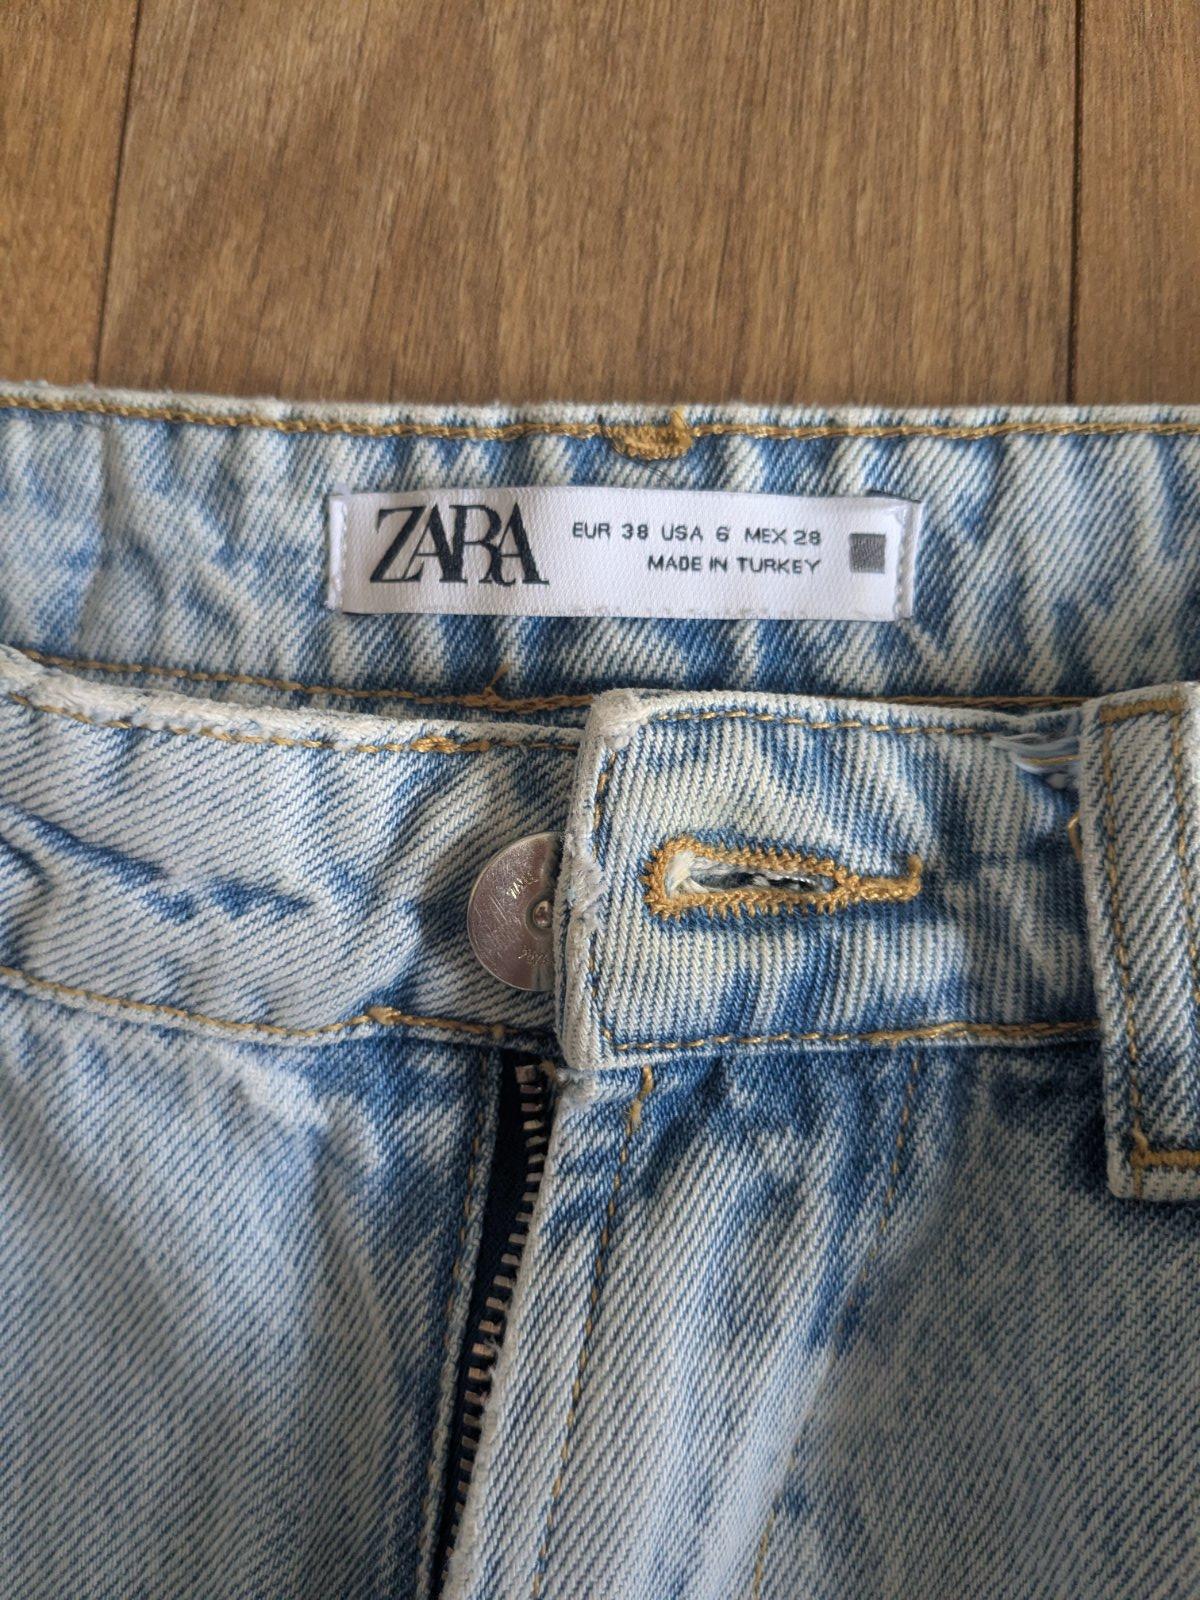 ZARA
EUR 38 USA 6 MEX 28
MADE IN TURKEY